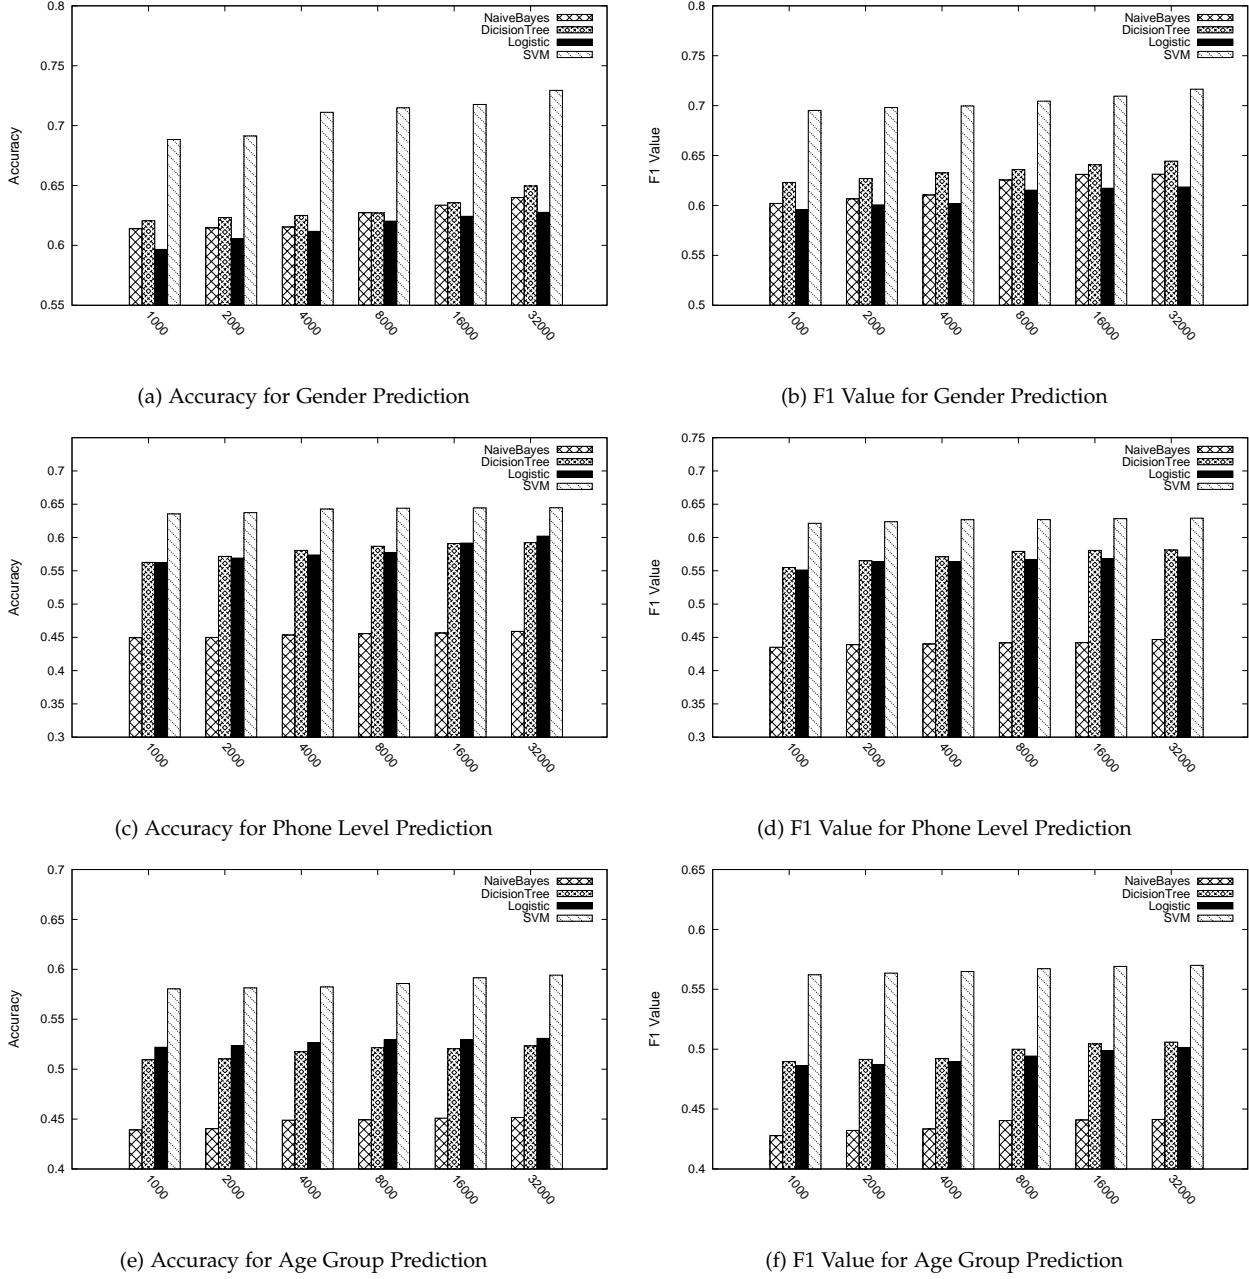 0.8
0.75
0.7
0.65
0.6
0.55
Accuracy
NaiveBayes
DicisionTree
Logistic
SVM
1000
2000
4000
8000
16000
32000
(a) Accuracy for Gender Prediction
0.8
0.75
0.7
0.65
0.6
0.55
0.5
F1 Value
NaiveBayes
DicisionTree
Logistic
SVM
1000
2000
4000
8000
16000
32000
(b) F1 Value for Gender Prediction
0.7
0.65
0.6
0.55
0.5
0.45
0.4
0.35
0.3
Accuracy
NaiveBayes
DicisionTree
Logistic
SVM
1000
2000
4000
8000
16000
32000
(c) Accuracy for Phone Level Prediction
0.75
0.7
0.65
0.6
0.55
0.5
0.45
0.4
0.35
0.3
F1 Value
NaiveBayes
DicisionTree
Logistic
SVM
1000
2000
4000
8000
16000
32000
(d) F1 Value for Phone Level Prediction
0.7
0.65
0.6
0.55
0.5
0.45
0.4
Accuracy
NaiveBayes
DicisionTree
Logistic
SVM
1000
2000
4000
8000
16000
32000
(e) Accuracy for Age Group Prediction
0.65
0.6
0.55
0.5
0.45
0.4
F1 Value
NaiveBayes
DicisionTree
Logistic
SVM
1000
2000
4000
8000
16000
32000
(f) F1 Value for Age Group Prediction